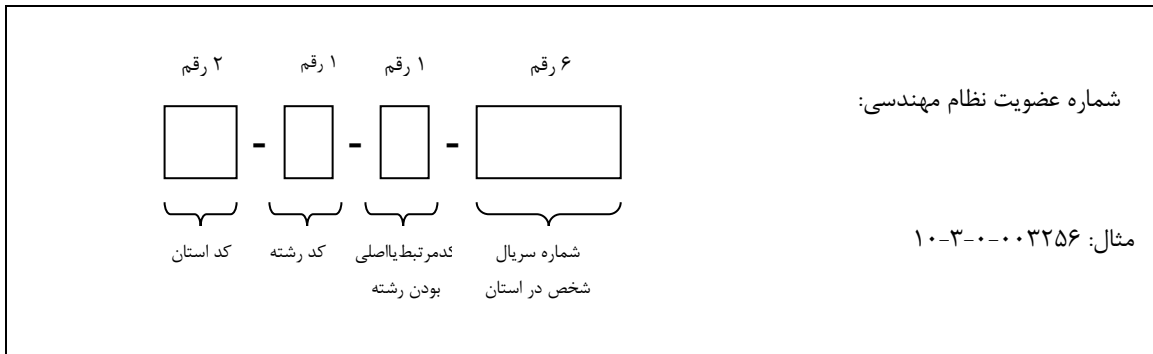 شماره عضویت نظام مهندسی:
۲ رقم
۱ رقم
۱ رقم
۶ رقم
- - -
کد استان
کد رشته
کدمرتبط‌یااصلی
بودن رشته
شماره سریال
شخص در استان
مثال: ۱۰-۳-۰-۰۰۳۲۵۶